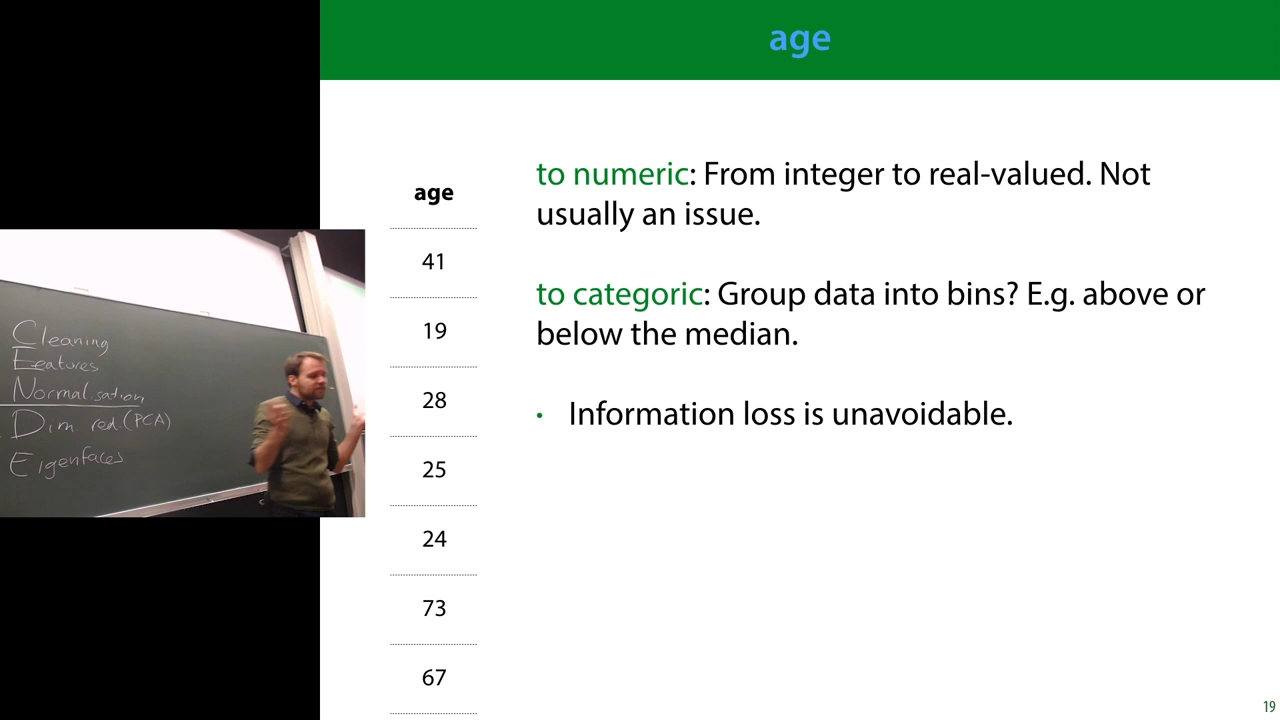 age
to numeric: From integer to real-valued. Not
usually an issue.
to categoric: Group data into bins? E.g. above or
below the median.
• Information loss is unavoidable.
age
41
19
28
25
24
73
67
Cleaning
Features
Normalisation
Dim red. (PCA)
Eigenfaces
19